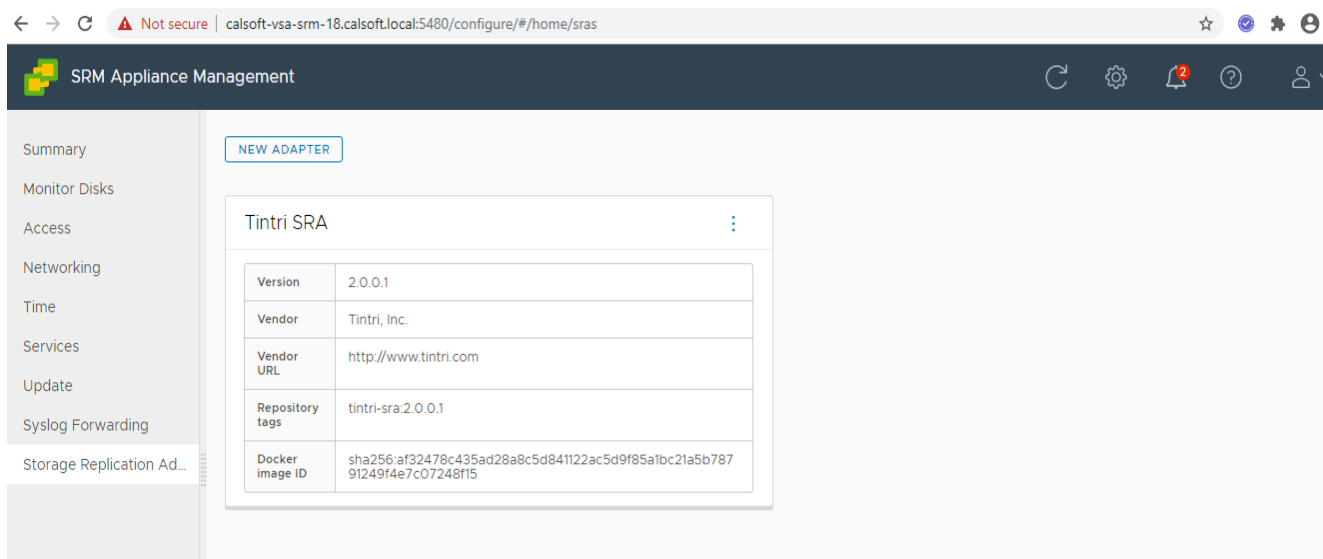 Not secure calsoft-vsa-srm-18.calsoft.local:5480/configure/#/home/sras
SRM Appliance Management
2
Summary
Monitor Disks
Access
Networking
Time
Services
Update
Syslog Forwarding
Storage Replication Ad...
NEW ADAPTER
Tintri SRA
Version 2.0.0.1
Vendor Tintri, Inc.
Vendor
URL
http://www.tintri.com
Repository
tags
tintri-sra:2.0.0.1
Docker
image ID
sha256:af32478c435ad28a8c5d841122ac5d9f85a1bc21a5b787
91249f4e7c07248f15